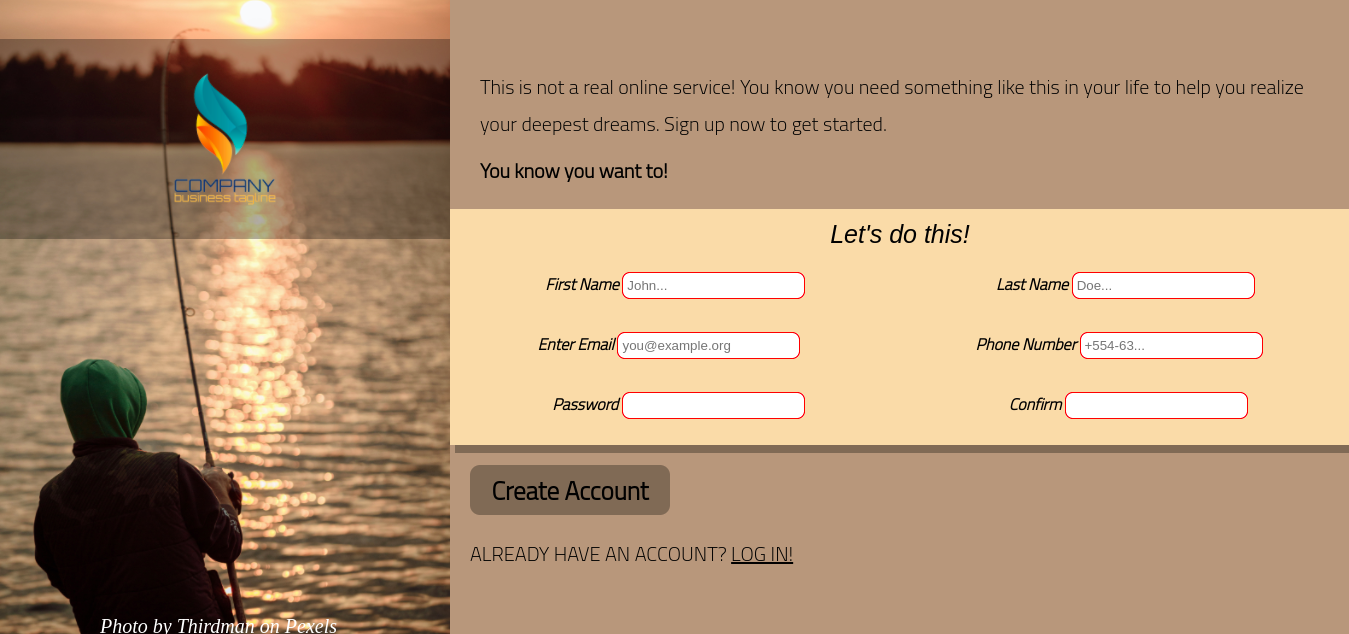 COMPANY
business tagline
Photo by Thirdman on Pexels
This is not a real online service! You know you need something like this in your life to help you realize
your deepest dreams. Sign up now to get started.
You know you want to!
Let's do this!
First Name John... Last Name Doe...
Enter Email you@example.org Phone Number +554-63...
Password Confirm
Create Account
ALREADY HAVE AN ACCOUNT? LOG IN!